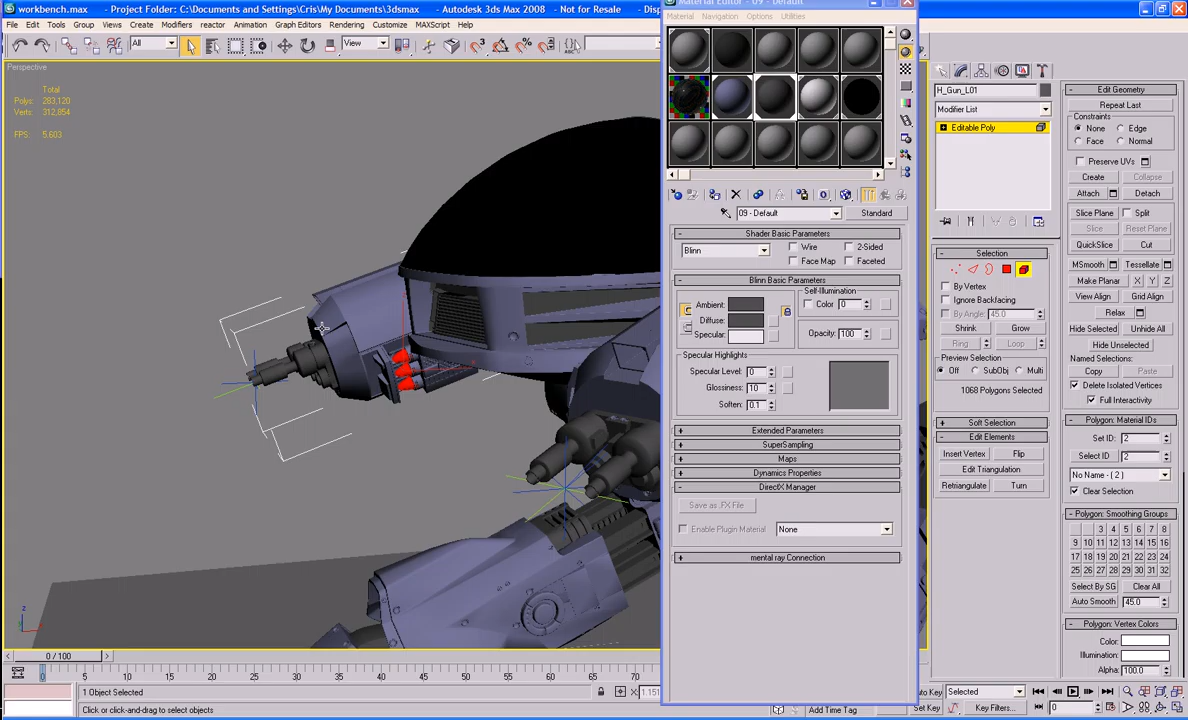 workbench.max - Project Folder: C:\Documents and Settings\Cris\My Documents\3dsmax - Autodesk 3ds Max 2008 - Not for Resale - Disp
Material Editor - 09 - Default
File Edit Tools Group Views Create Modifiers reactor Animation Graph Editors Rendering Customize MAXScript Help
Material Navigation Options Utilities
All
View
Perspective
Total
Polys: 283,120
Verts: 312,854
FPS: 5.603
09 - Default
Standard
Shader Basic Parameters
Blinn
Wire
2-Sided
Face Map
Faceted
Blinn Basic Parameters
Self-Illumination
Ambient:
Color 0
Diffuse:
Specular:
Opacity: 100
Specular Highlights
Specular Level: 0
Glossiness: 10
Soften: 0.1
Extended Parameters
SuperSampling
Maps
Dynamics Properties
DirectX Manager
Save as .FX File
Enable Plugin Material
None
mental ray Connection
H_Gun_L01
Modifier List
Editable Poly
Selection
By Vertex
Ignore Backfacing
By Angle: 45.0
Shrink Grow
Ring Loop
Preview Selection
Off SubObj Multi
1068 Polygons Selected
Soft Selection
Edit Elements
Insert Vertex Flip
Edit Triangulation
Retriangulate Turn
Edit Geometry
Repeat Last
Constraints
None Edge
Face Normal
Preserve UVs
Create Collapse
Attach Detach
Slice Plane Split
Slice Reset Plane
QuickSlice Cut
MSmooth Tessellate
Make Planar X Y Z
View Align Grid Align
Relax
Hide Selected Unhide All
Hide Unselected
Named Selections:
Copy Paste
Delete Isolated Vertices
Full Interactivity
Polygon: Material IDs
Set ID: 2
Select ID 2
No Name - ( 2 )
Clear Selection
Polygon: Smoothing Groups
3 4 5 6 7 8
9 10 11 12 13 14 15 16
17 18 19 20 21 22 23 24
25 26 27 28 29 30 31 32
Select By SG Clear All
Auto Smooth 45.0
Polygon: Vertex Colors
Color:
Illumination:
Alpha: 100.0
z
0 / 100
0 5 10 15 20 25 30 35 40 45 50 55 60 65 70
1 Object Selected
X: 1.151
Click or click-and-drag to select objects
Add Time Tag
Auto Key Selected
Set Key Key Filters... 0